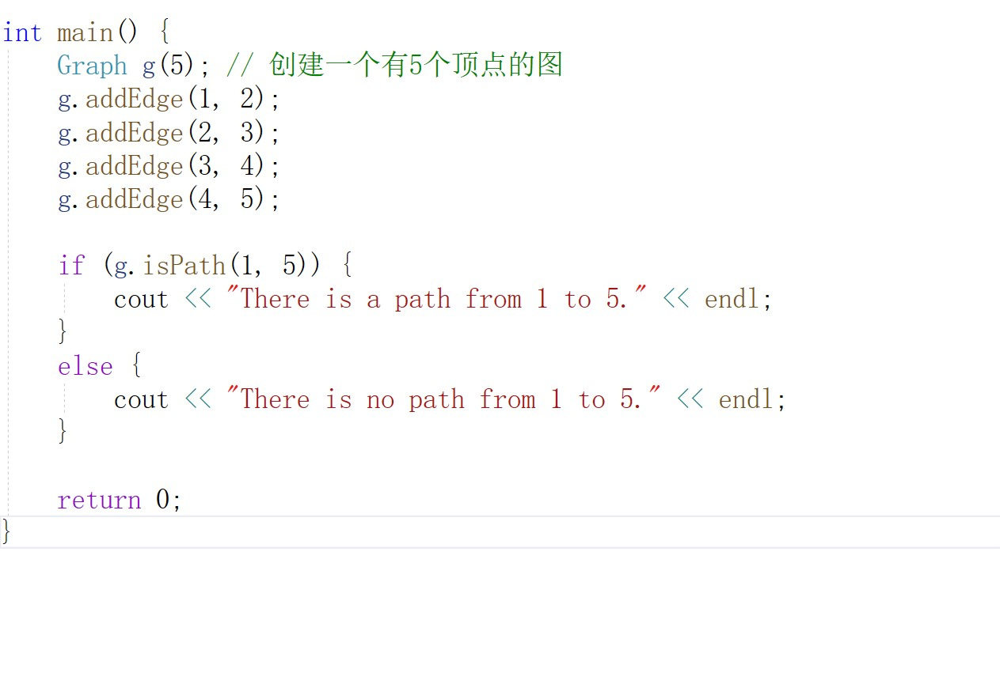 int main() {
    Graph g(5); // 创建一个有5个顶点的图
    g.addEdge(1, 2);
    g.addEdge(2, 3);
    g.addEdge(3, 4);
    g.addEdge(4, 5);

    if (g.isPath(1, 5)) {
        cout << "There is a path from 1 to 5." << endl;
    }
    else {
        cout << "There is no path from 1 to 5." << endl;
    }

    return 0;
}